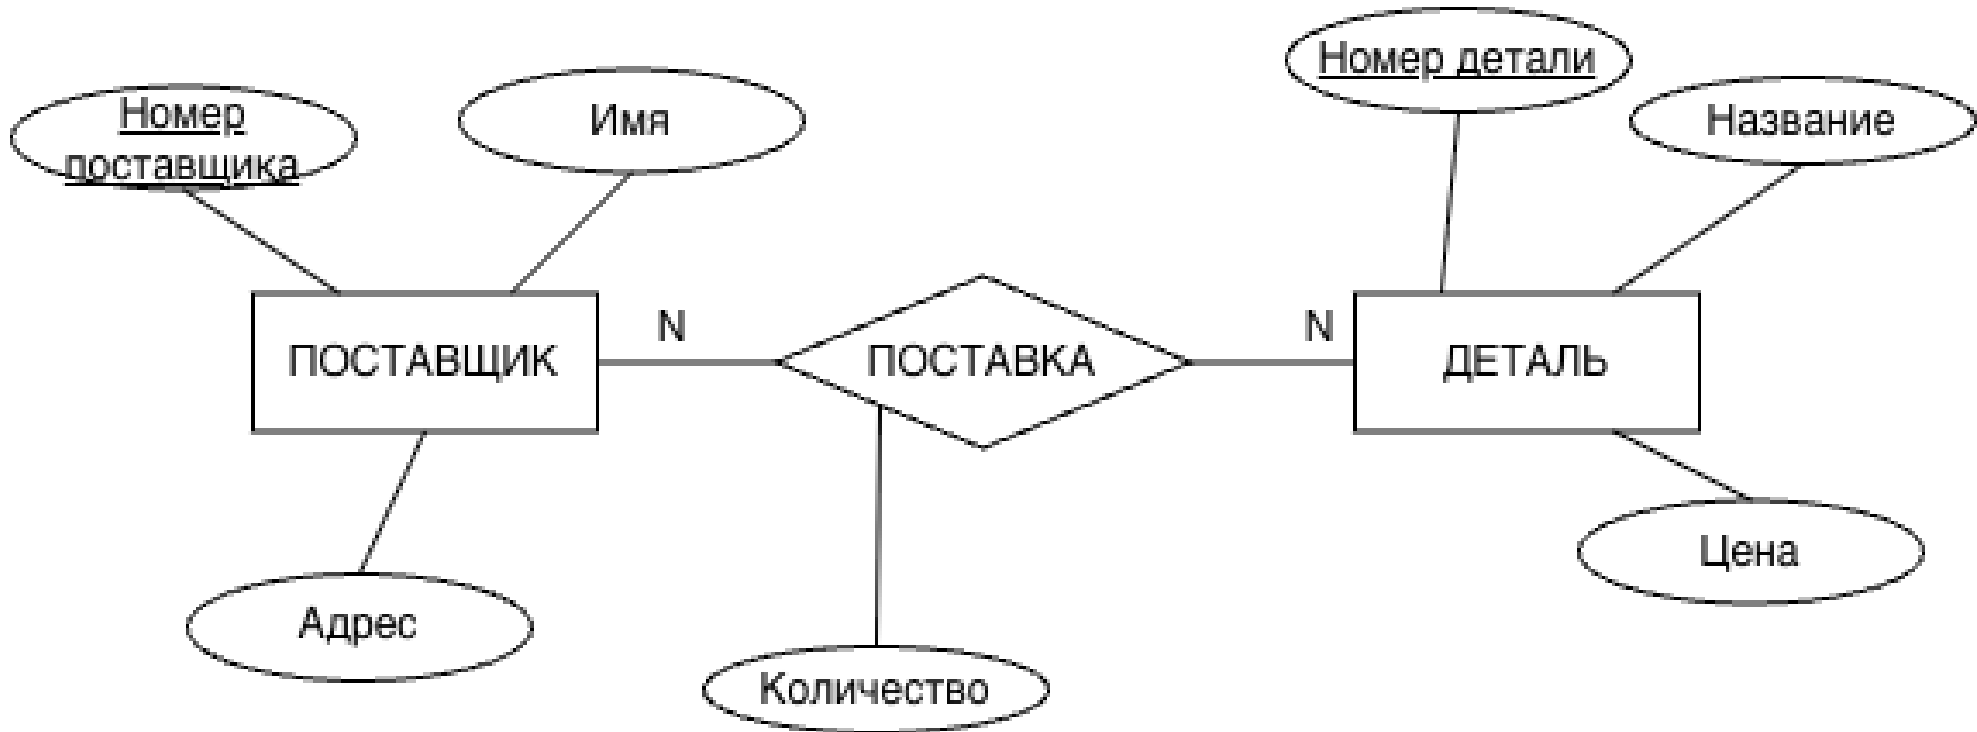 Номер детали
Номер
поставщика
Имя
Название
N
N
ПОСТАВЩИК
ПОСТАВКА
ДЕТАЛЬ
Цена
Адрес
Количество